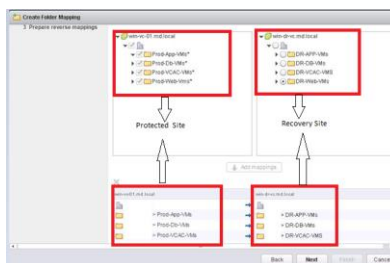 Create Folder Mapping
3 Prepare reverse mappings
win-vc-01.rnd.local
Prod-App-VMs*
Prod-Db-VMs*
Prod-VCAC-VMs*
Prod-Web-Vms*
win-dr-vc.rnd.local
DR-APP-VMs
DR-DB-VMs
DR-VCAC-VMS
DR-Web-VMs
Protected Site
Recovery Site
Add mappings
Prod-App-VMs
DR-APP-VMs
Prod-Db-VMs
DR-DB-VMs
Prod-VCAC-VMs
DR-VCAC-VMS
Back
Next
Finish
Cancel